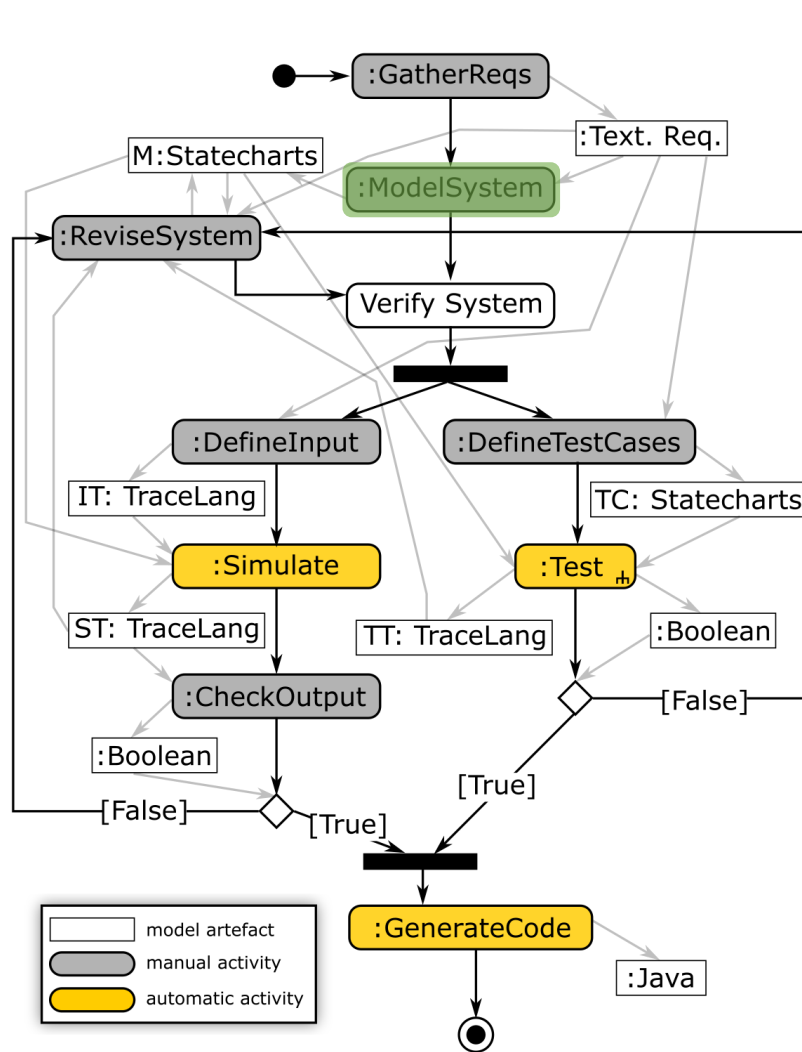 :GatherReqs
:Text. Req.
M:Statecharts
:ModelSystem
:ReviseSystem
Verify System
:DefineInput
:DefineTestCases
IT: TraceLang
TC: Statecharts
:Simulate
:Test
ST: TraceLang
TT: TraceLang
:Boolean
:CheckOutput
[False]
:Boolean
[True]
[False]
[True]
:GenerateCode
model artefact
manual activity
automatic activity
:Java